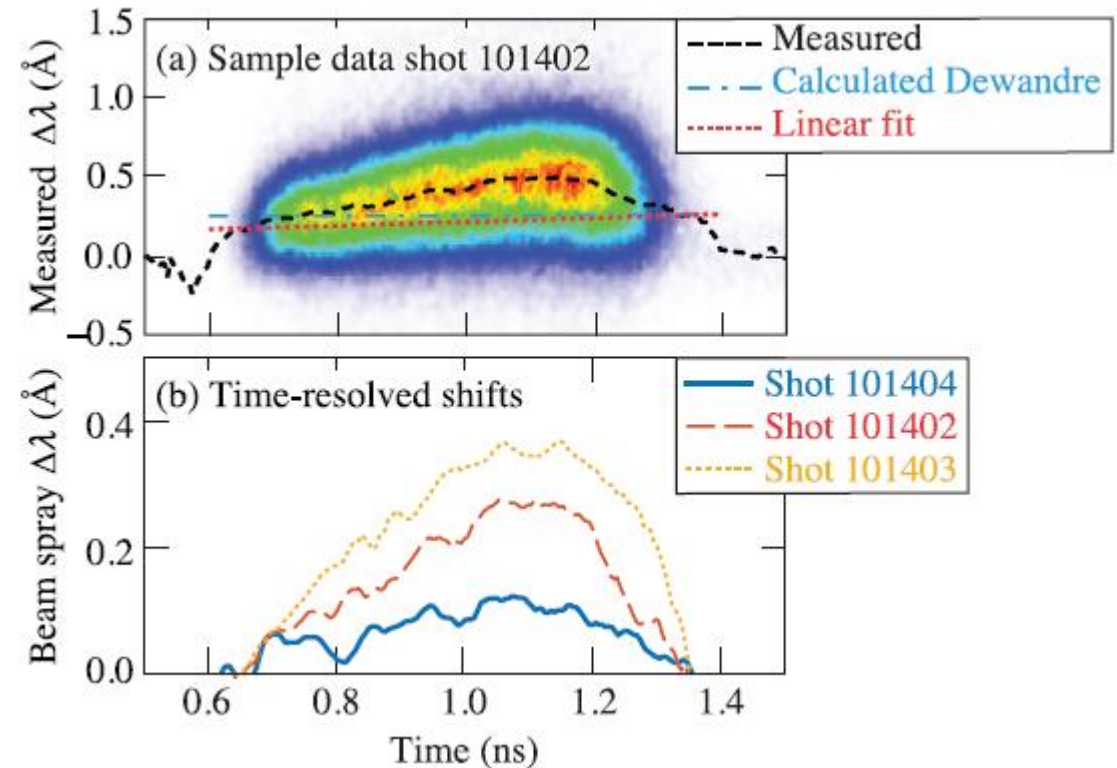 1.5
(a) Sample data shot 101402
Measured
Calculated Dewandre
Linear fit
1.0
0.5
0.0
–0.5
Measured Δλ (Å)
(b) Time-resolved shifts
Shot 101404
Shot 101402
Shot 101403
0.4
0.2
0.0
Beam spray Δλ (Å)
0.6 0.8 1.0 1.2 1.4
Time (ns)